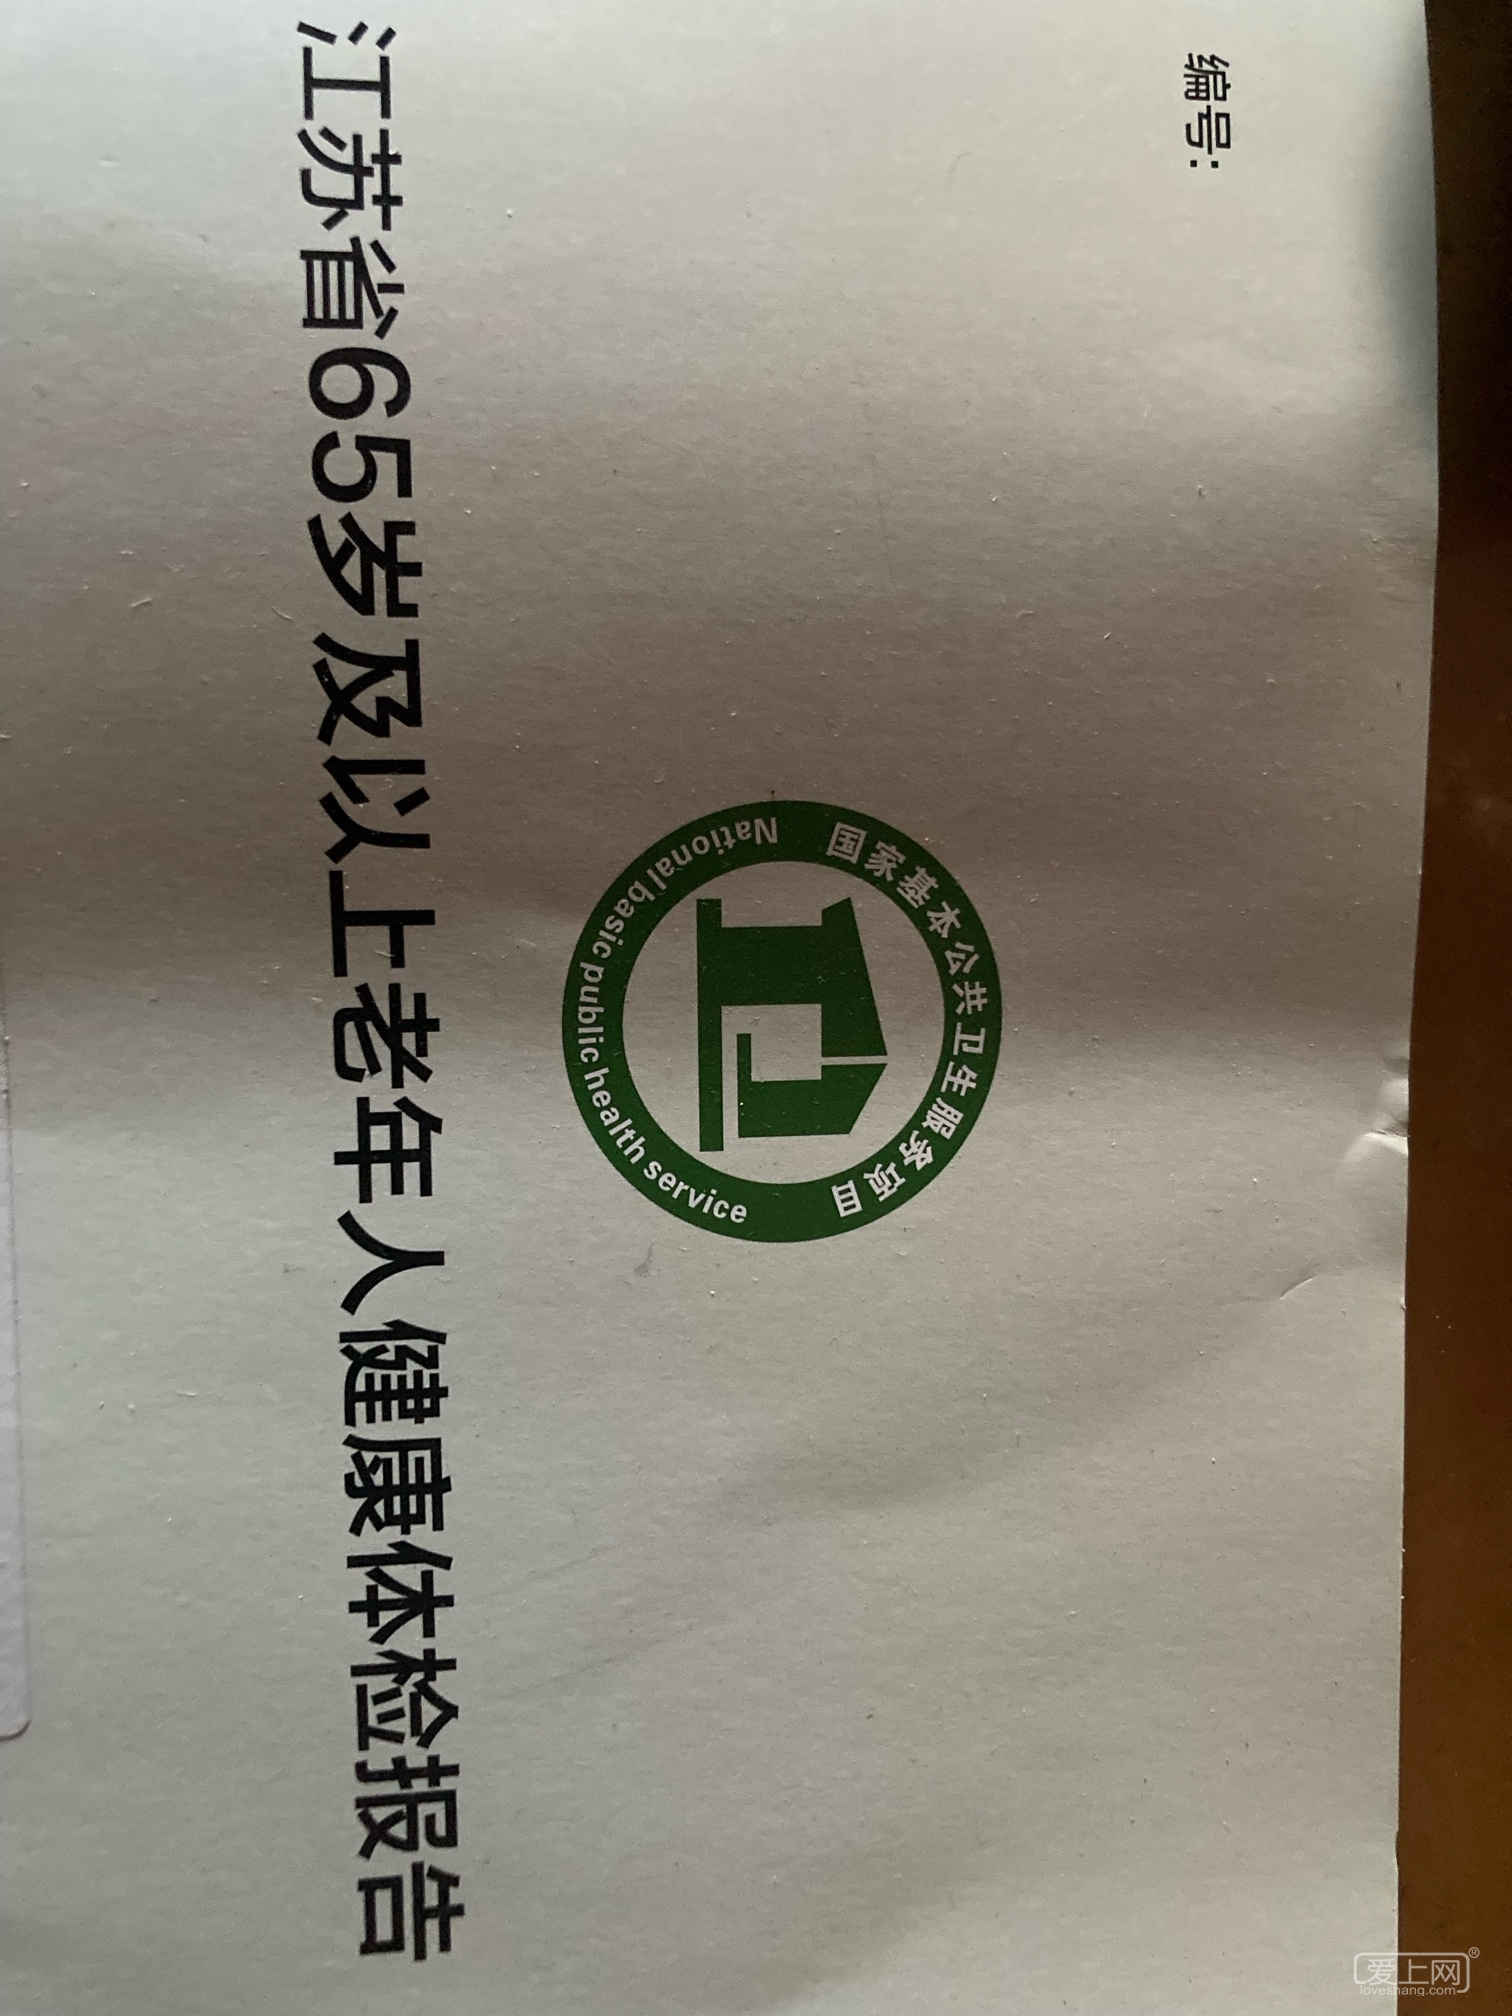 编号:
国家基本公共卫生服务项目
National basic public health service
江苏省65岁及以上老年人健康体检报告
爱上网®
loveshang.com